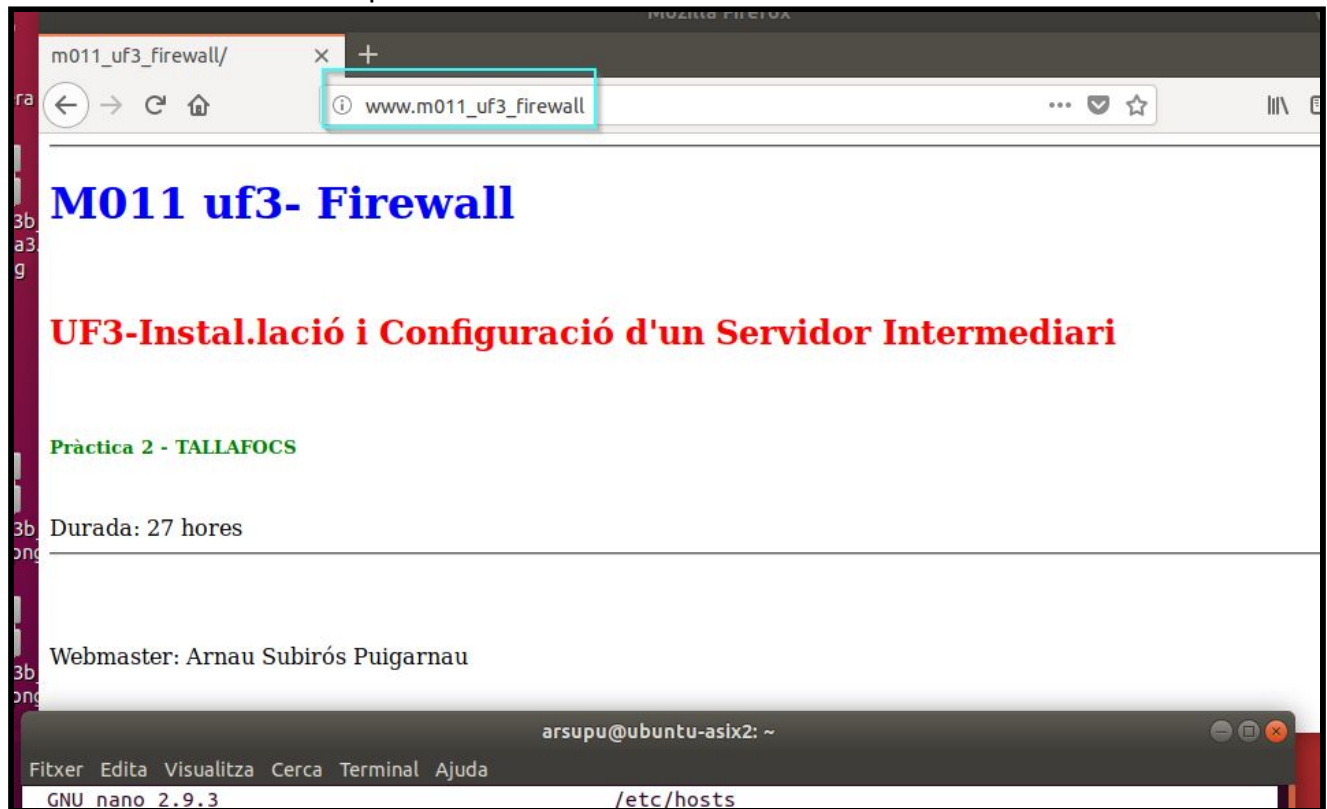 Mozilla Firefox
m011_uf3_firewall/
www.m011_uf3_firewall
M011 uf3- Firewall
UF3-Instal.lació i Configuració d'un Servidor Intermediari
Pràctica 2 - TALLAFOCS
Durada: 27 hores
Webmaster: Arnau Subirós Puigarnau
arsupu@ubuntu-asix2: ~
Fitxer Edita Visualitza Cerca Terminal Ajuda
GNU nano 2.9.3 /etc/hosts